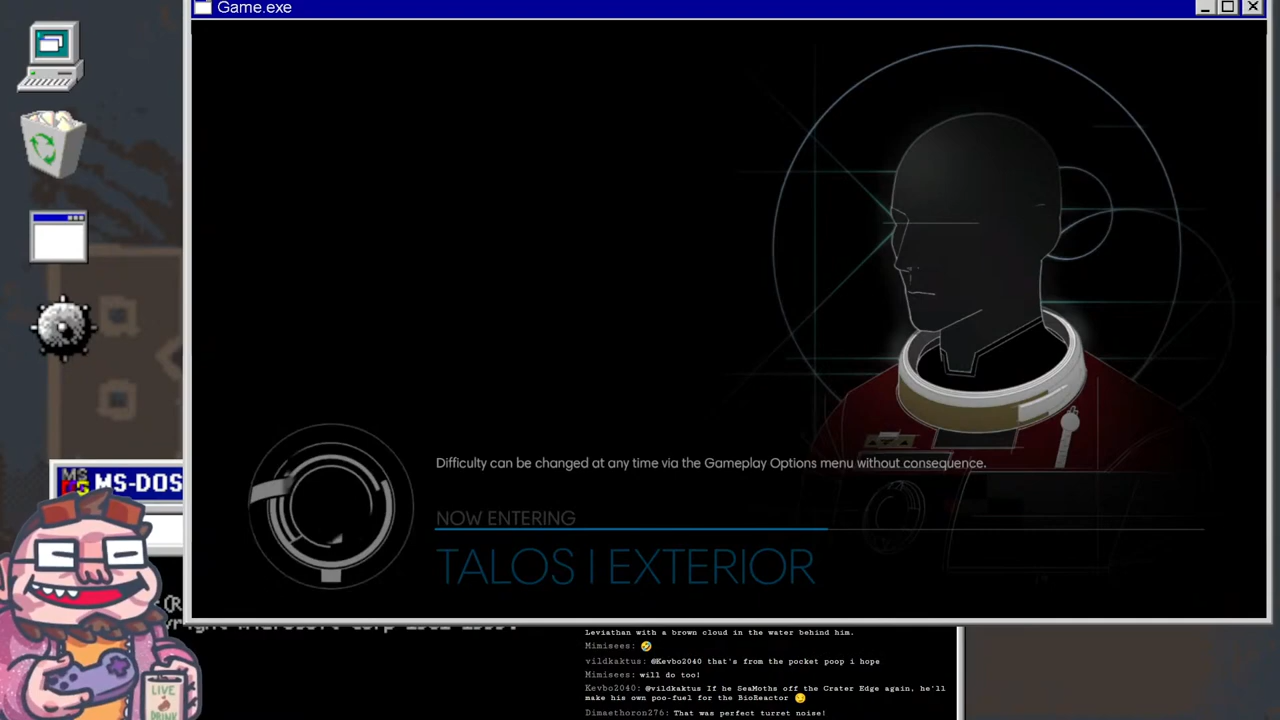 Game.exe
Difficulty can be changed at any time via the Gameplay Options menu without consequence.
NOW ENTERING
TALOS I EXTERIOR
MS-DOS
Leviathan with a brown cloud in the water behind him.
Mimisees: 🤣
vildkaktus: @Kevbo2040 that's from the pocket poop i hope
Mimisees: will do too!
Kevbo2040: @vildkaktus If he SeaMoths off the Crater Edge again, he'll
make his own poo-fuel for the BioReactor 😏
Dimaethoron276: That was perfect turret noise!
LIVE
DRINK